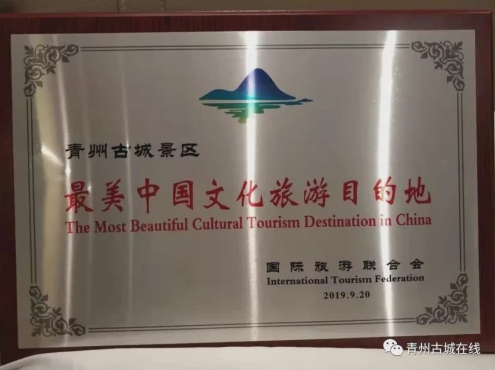 青州古城景区
最美中国文化旅游目的地
The Most Beautiful Cultural Tourism Destination in China
国际旅游联合会
International Tourism Federation
2019.9.20
青州古城在线